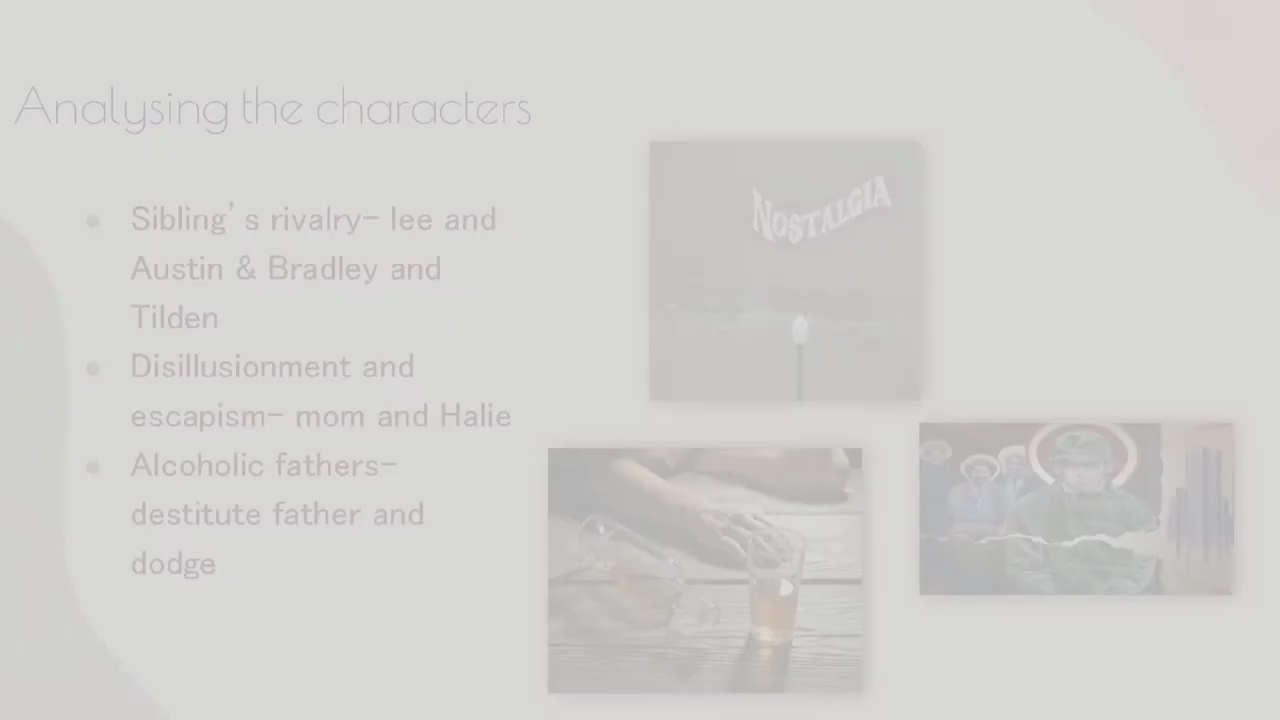 Analysing the characters
Sibling’s rivalry- lee and
Austin & Bradley and
Tilden
Disillusionment and
escapism- mom and Halie
Alcoholic fathers-
destitute father and
dodge
NOSTALGIA